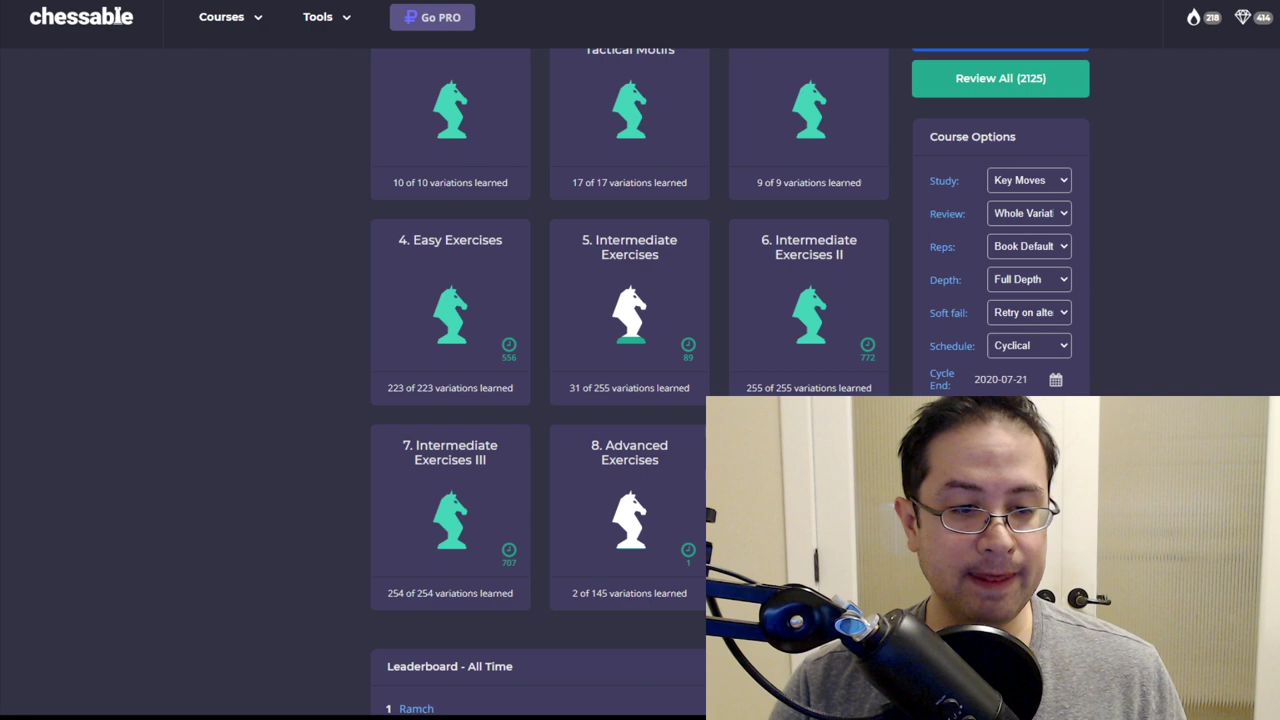 chessable
Courses
Tools
Go PRO
218
414
Tactical Motifs
Review All (2125)
10 of 10 variations learned
17 of 17 variations learned
9 of 9 variations learned
Course Options
Study:
Key Moves
Review:
Whole Variati
Reps:
Book Default
Depth:
Full Depth
Soft fail:
Retry on alte
Schedule:
Cyclical
Cycle
End:
2020-07-21
4. Easy Exercises
556
223 of 223 variations learned
5. Intermediate
Exercises
89
31 of 255 variations learned
6. Intermediate
Exercises II
772
255 of 255 variations learned
7. Intermediate
Exercises III
707
254 of 254 variations learned
8. Advanced
Exercises
1
2 of 145 variations learned
Leaderboard - All Time
1 Ramch